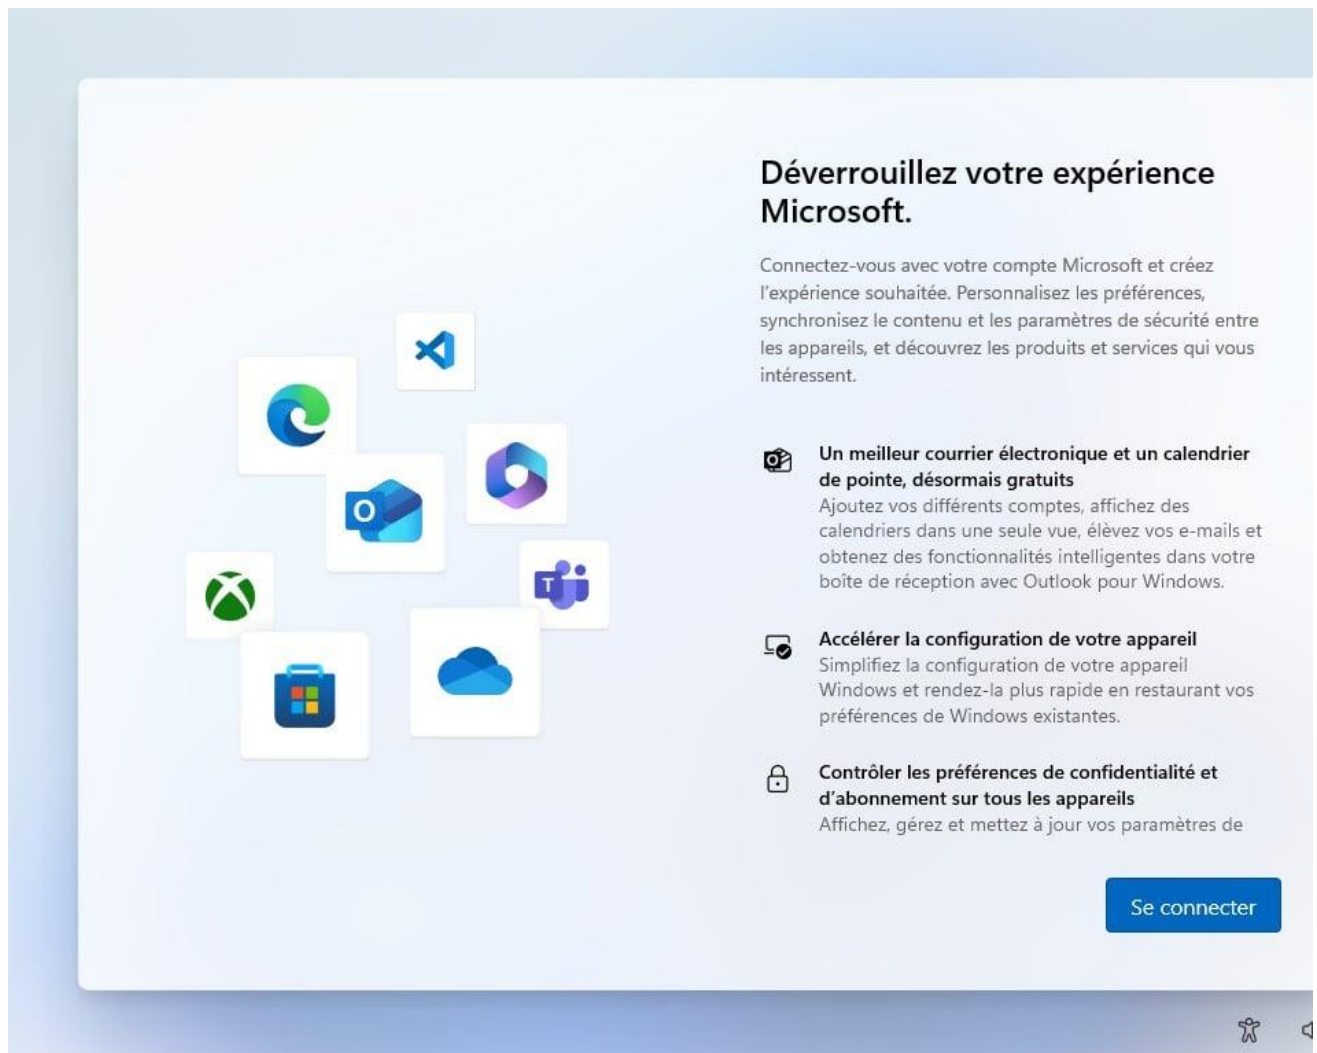 Déverrouillez votre expérience
Microsoft.
Connectez-vous avec votre compte Microsoft et créez
l’expérience souhaitée. Personnalisez les préférences,
synchronisez le contenu et les paramètres de sécurité entre
les appareils, et découvrez les produits et services qui vous
intéressent.
Un meilleur courrier électronique et un calendrier
de pointe, désormais gratuits
Ajoutez vos différents comptes, affichez des
calendriers dans une seule vue, élèvez vos e-mails et
obtenez des fonctionnalités intelligentes dans votre
boîte de réception avec Outlook pour Windows.
Accélérer la configuration de votre appareil
Simplifiez la configuration de votre appareil
Windows et rendez-la plus rapide en restaurant vos
préférences de Windows existantes.
Contrôler les préférences de confidentialité et
d’abonnement sur tous les appareils
Affichez, gérez et mettez à jour vos paramètres de
Se connecter